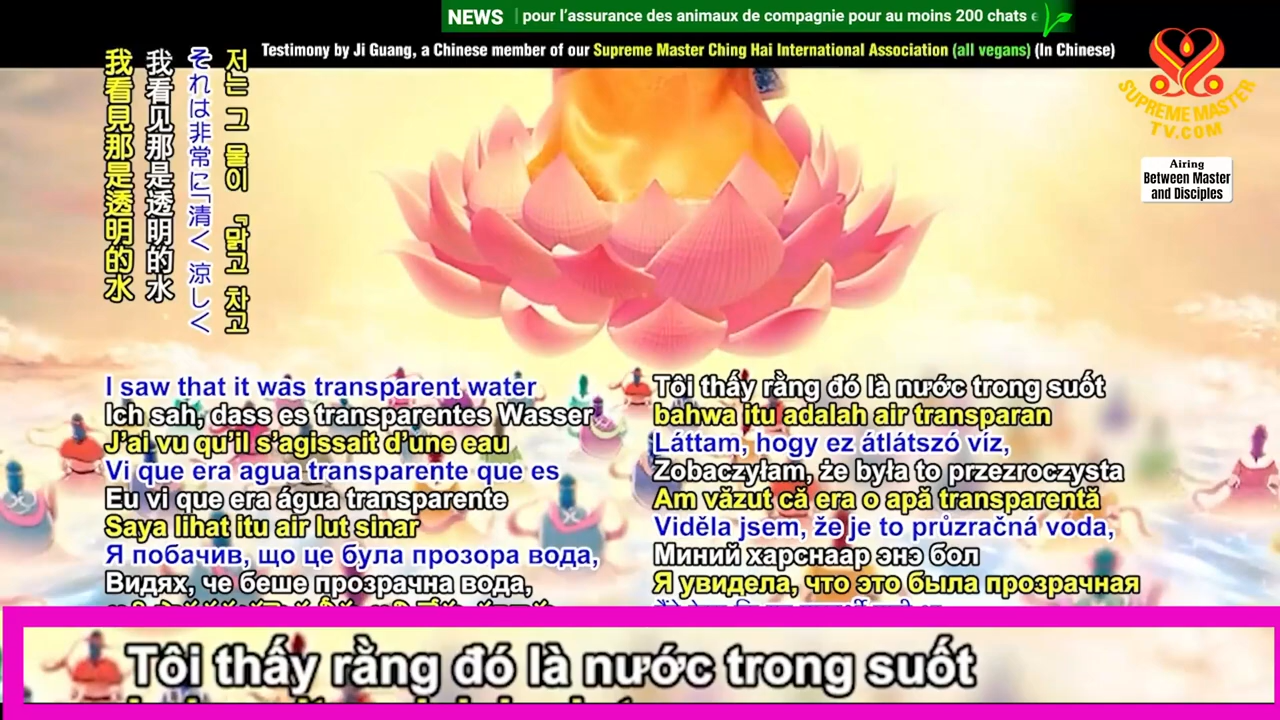 NEWS pour l'assurance des animaux de compagnie pour au moins 200 chats e
Testimony by Ji Guang, a Chinese member of our Supreme Master Ching Hai International Association (all vegans) (In Chinese)
SUPREME MASTER
TV.COM
Airing
Between Master
and Disciples
저는 그 물이 『맑고 차고
それは非常に「清く 涼しく
我看见那是透明的水
我看見那是透明的水
I saw that it was transparent water
Ich sah, dass es transparentes Wasser
J'ai vu qu'il s'agissait d'une eau
Vi que era agua transparente que es
Eu vi que era água transparente
Saya lihat itu air lut sinar
Я побачив, що це була прозора вода,
Видях, че беше прозрачна вода,
Tôi thấy rằng đó là nước trong suốt
bahwa itu adalah air transparan
Láttam, hogy ez átlátszó víz,
Zobaczyłam, że była to przezroczysta
Am văzut că era o apă transparentă
Viděla jsem, že je to průzračná voda,
Миний харснаар энэ бол
Я увидела, что это была прозрачная
Tôi thấy rằng đó là nước trong suốt